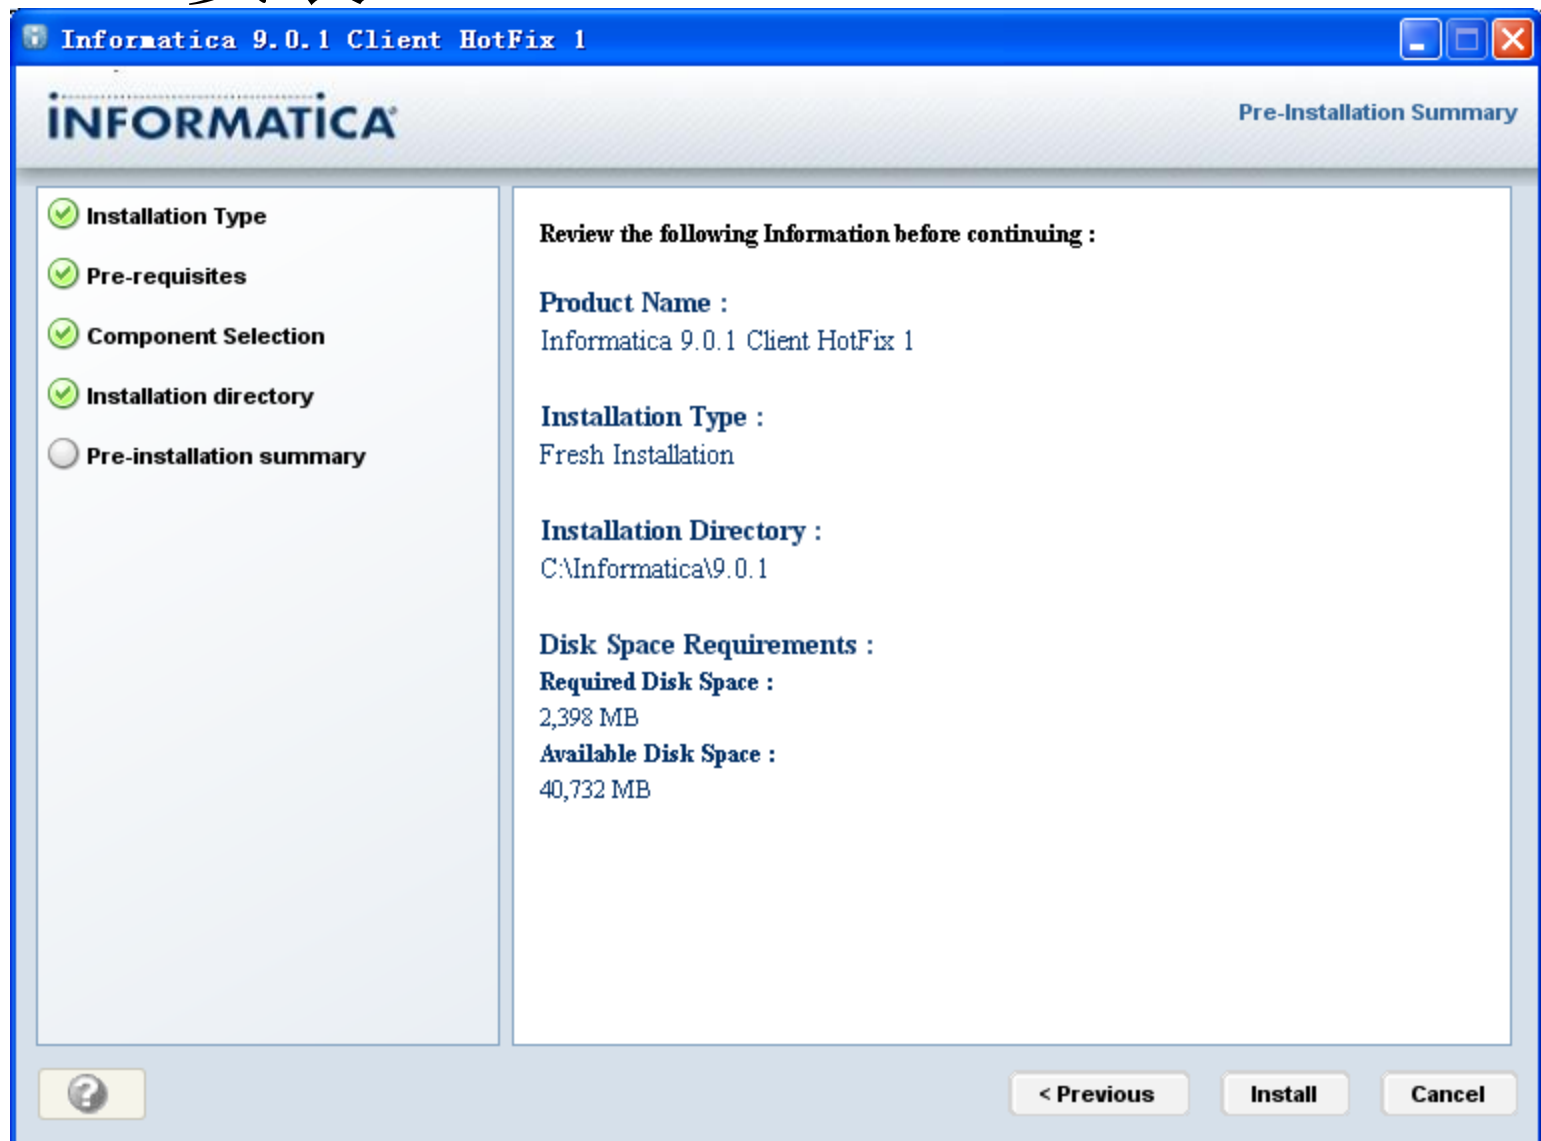 Informatica 9.0.1 Client HotFix 1
INFORMATICA
Pre-Installation Summary
Installation Type
Pre-requisites
Component Selection
Installation directory
Pre-installation summary
Review the following Information before continuing :
Product Name :
Informatica 9.0.1 Client HotFix 1
Installation Type :
Fresh Installation
Installation Directory :
C:\Informatica\9.0.1
Disk Space Requirements :
Required Disk Space :
2,398 MB
Available Disk Space :
40,732 MB
?
< Previous
Install
Cancel